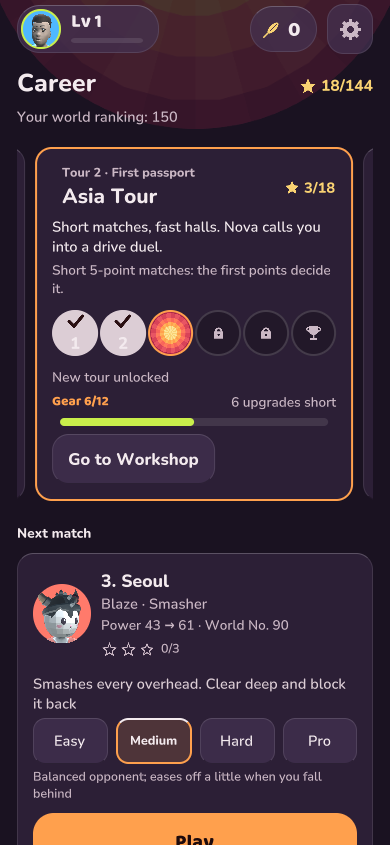 Lv 1
0
Career
18/144
Your world ranking: 150
Tour 2 · First passport
Asia Tour
3/18
Short matches, fast halls. Nova calls you
into a drive duel.
Short 5-point matches: the first points decide
it.
1
2
New tour unlocked
Gear 6/12
6 upgrades short
Go to Workshop
Next match
3. Seoul
Blaze · Smasher
Power 43 → 61 · World No. 90
0/3
Smashes every overhead. Clear deep and block
it back
Easy
Medium
Hard
Pro
Balanced opponent; eases off a little when you fall
behind
Play